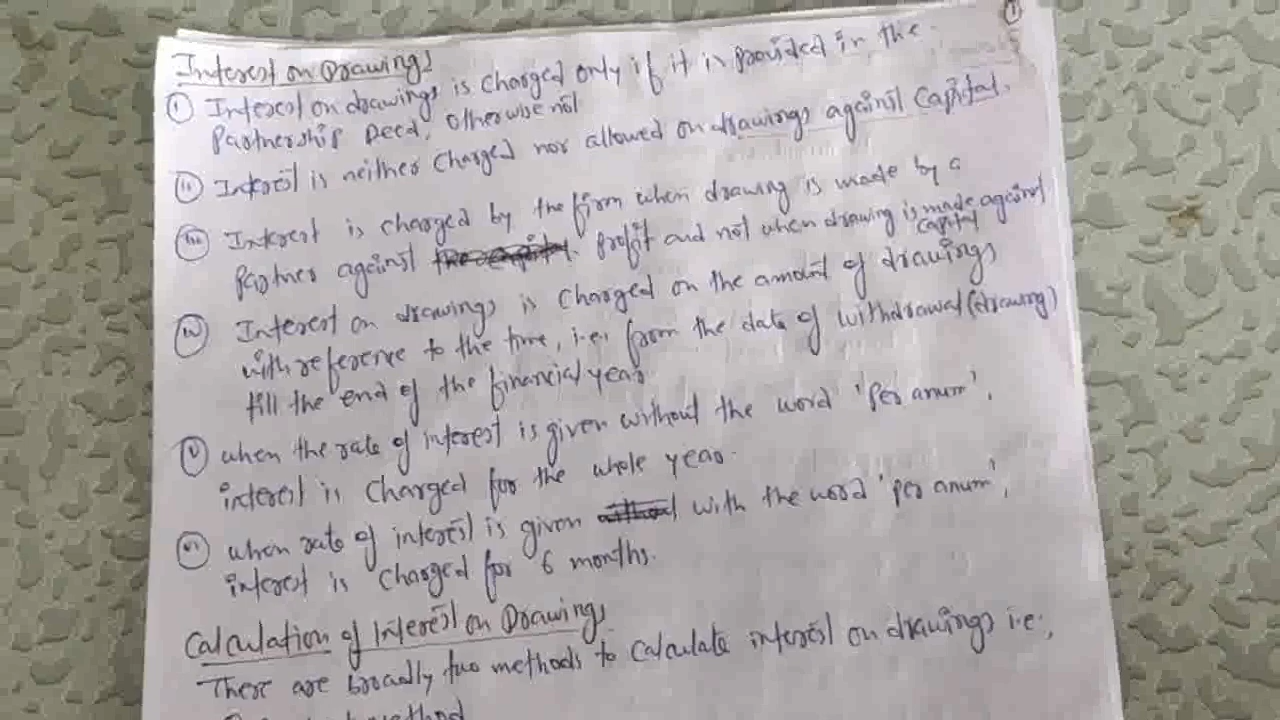 Interest on Drawings
(i) Interest on drawings is charged only if it is provided in the
Partnership Deed, otherwise not
(ii) Interest is neither charged nor allowed on drawings against capital.
(iii) Interest is charged by the firm when drawing is made by a
Partner against profit and not when drawing is made against
capital
(iv) Interest on drawings is charged on the amount of drawings
with reference to the time, i.e. from the date of withdrawal (drawing)
till the end of the financial year
(v) when the rate of interest is given without the word 'Per anum',
interest is charged for the whole year.
(vi) when rate of interest is given with the word 'per anum',
interest is charged for 6 months.
Calculation of Interest on Drawings
There are broadly two methods to calculate interest on drawings i.e.,
method